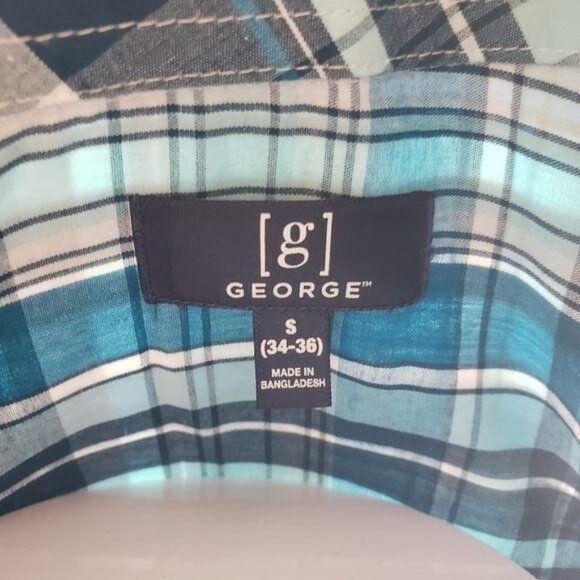 [g]
GEORGE™
S
(34-36)
MADE IN
BANGLADESH